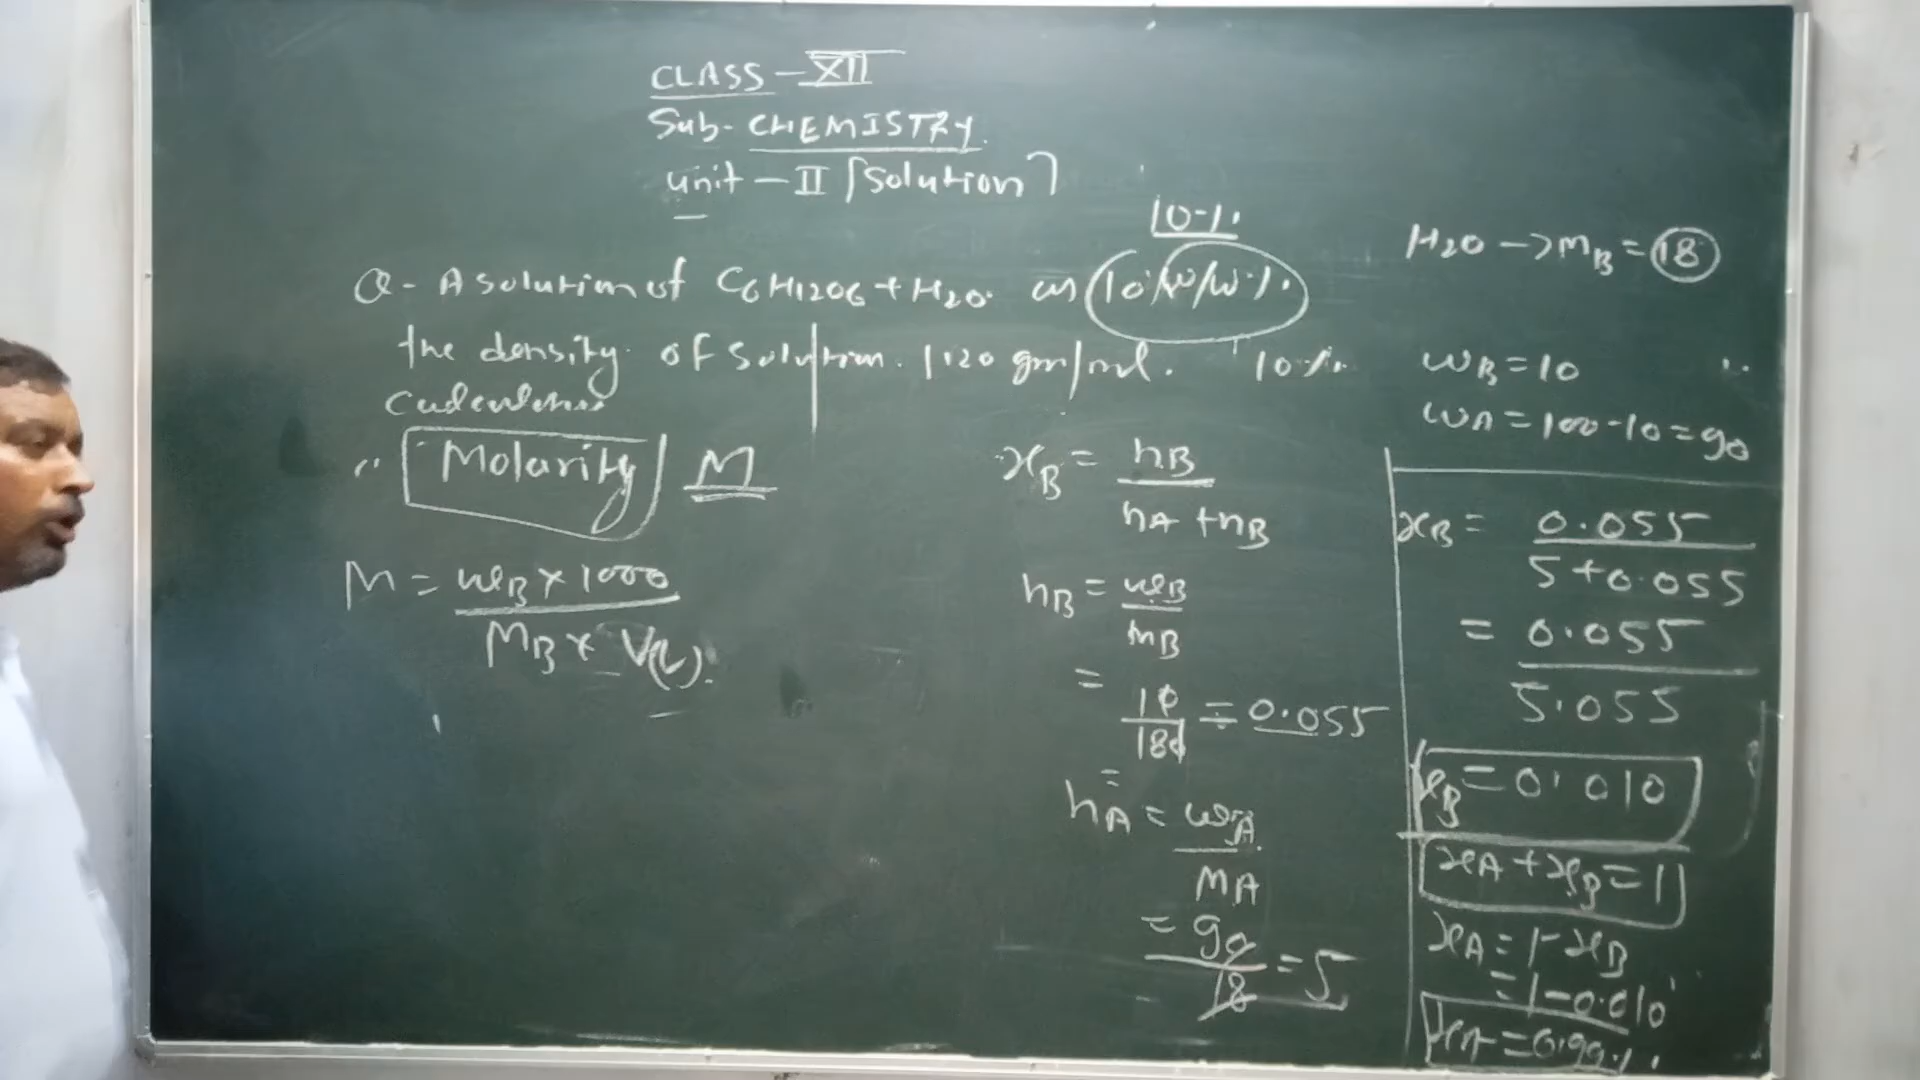 CLASS - XII
Sub- CHEMISTRY.
unit - II [Solution]
10%
H2O -> MB = 18
Q- A solution of C6H12O6 + H2O as 10 W/W %.
the density of solution. 1.20 gm/ml. 10%
WB = 10
WA = 100-10 = 90
Molarity M
M = WB x 1000
MB x V(L).
xB = nB
nA + nB
nB = WB
MB
= 10
180 = 0.055
nA = WA
MA
= 90
18 = 5
xB = 0.055
5+0.055
= 0.055
5.055
xB = 0.010
xA + xB = 1
xA = 1 - xB
= 1-0.010
xA = 0.99%.